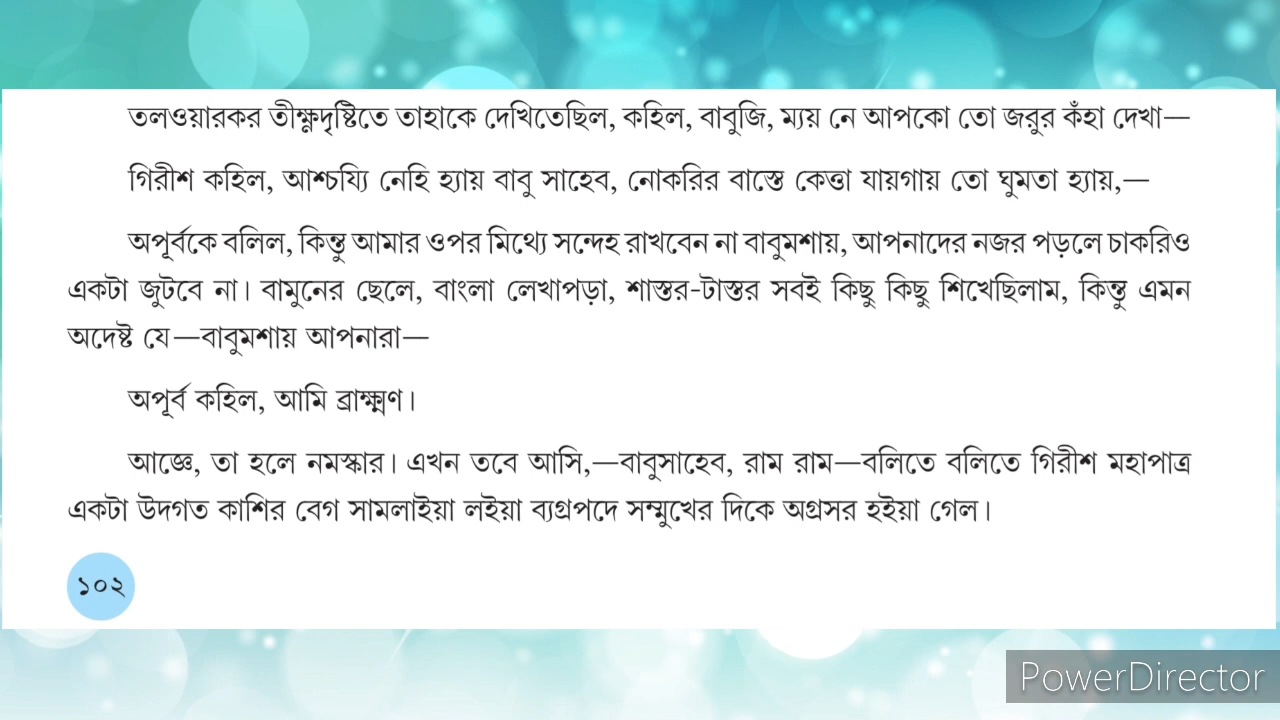 তলওয়ারকর তীক্ষ্ণদৃষ্টিতে তাহাকে দেখিতেছিল, কহিল, বাবুজি, ম্যয় নে আপকো তো জরুর কঁহা দেখা—
গিরীশ কহিল, আশ্চয্যি নেহি হ্যায় বাবু সাহেব, নোকরির বাস্তে কেত্তা যায়গায় তো ঘুমতা হ্যায়,—
অপূর্বকে বলিল, কিন্তু আমার ওপর মিথ্যে সন্দেহ রাখবেন না বাবুমশায়, আপনাদের নজর পড়লে চাকরিও
একটা জুটবে না। বামুনের ছেলে, বাংলা লেখাপড়া, শাস্তর-টাস্তর সবই কিছু কিছু শিখেছিলাম, কিন্তু এমন
অদেষ্ট যে—বাবুমশায় আপনারা—
অপূর্ব কহিল, আমি ব্রাহ্মণ।
আজ্ঞে, তা হলে নমস্কার। এখন তবে আসি,—বাবুসাহেব, রাম রাম—বলিতে বলিতে গিরীশ মহাপাত্র
একটা উদগত কাশির বেগ সামলাইয়া লইয়া ব্যগ্রপদে সম্মুখের দিকে অগ্রসর হইয়া গেল।
১০২
PowerDirector